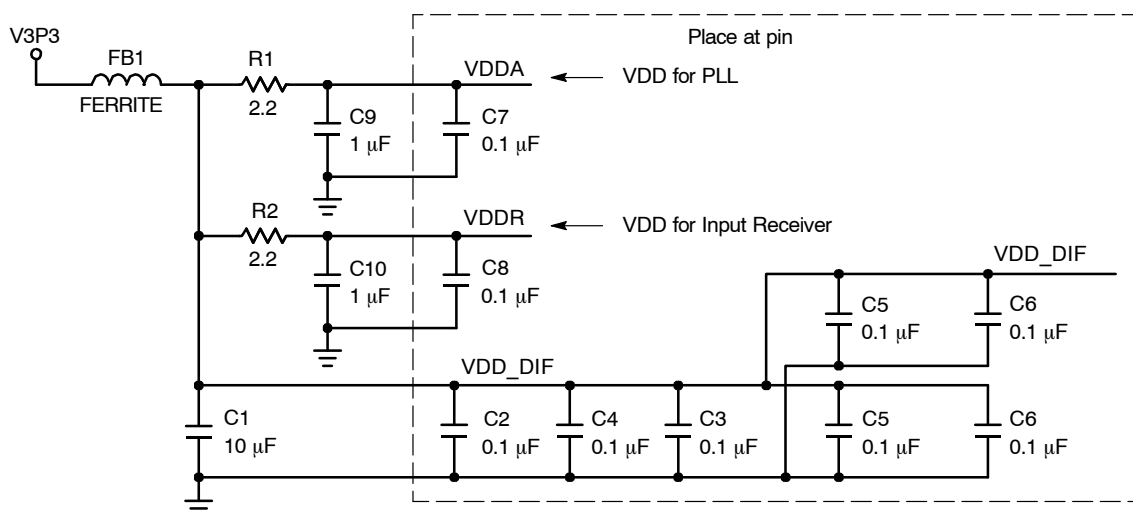 Place at pin
V3P3
FB1
FERRITE
R1
2.2
VDDA
VDD for PLL
C9
1 μF
C7
0.1 μF
R2
2.2
VDDR
VDD for Input Receiver
C10
1 μF
C8
0.1 μF
VDD_DIF
C5
0.1 μF
C6
0.1 μF
VDD_DIF
C1
10 μF
C2
0.1 μF
C4
0.1 μF
C3
0.1 μF
C5
0.1 μF
C6
0.1 μF